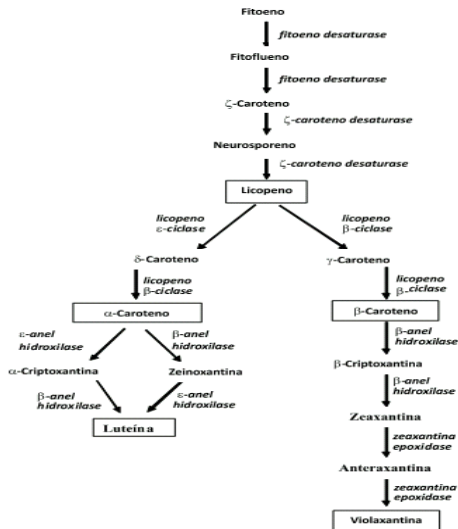 Fitoeno
fitoeno desaturase
Fitoflueno
fitoeno desaturase
ζ-Caroteno
ζ-caroteno desaturase
Neurosporeno
ζ-caroteno desaturase
Licopeno
licopeno
ε-ciclase
licopeno
β-ciclase
δ-Caroteno
γ-Caroteno
licopeno
β-ciclase
licopeno
β-ciclase
α-Caroteno
β-Caroteno
ε-anel
hidroxilase
β-anel
hidroxilase
β-anel
hidroxilase
α-Criptoxantina
Zeinoxantina
β-Criptoxantina
β-anel
hidroxilase
ε-anel
hidroxilase
β-anel
hidroxilase
Luteína
Zeaxantina
zeaxantina
epoxidase
Anteraxantina
zeaxantina
epoxidase
Violaxantina